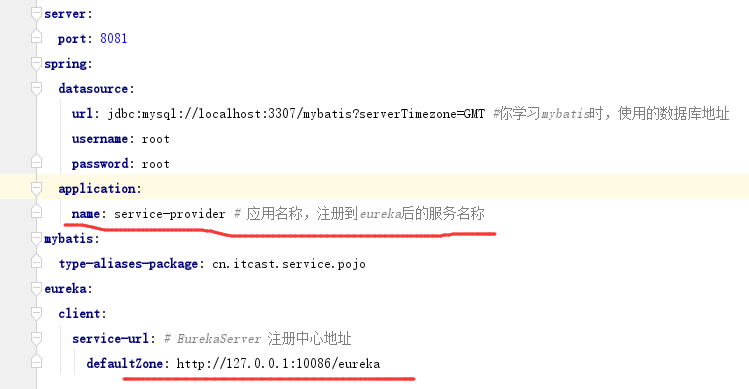 server:
port: 8081
spring:
datasource:
url: jdbc:mysql://localhost:3307/mybatis?serverTimezone=GMT #你学习mybatis时，使用的数据库地址
username: root
password: root
application:
name: service-provider # 应用名称，注册到eureka后的服务名称
mybatis:
type-aliases-package: cn.itcast.service.pojo
eureka:
client:
service-url: # EurekaServer 注册中心地址
defaultZone: http://127.0.0.1:10086/eureka